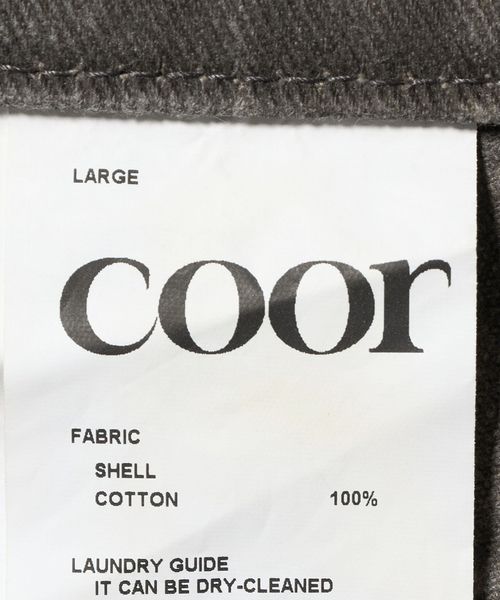 LARGE
coor
FABRIC
SHELL
COTTON 100%
LAUNDRY GUIDE
IT CAN BE DRY-CLEANED